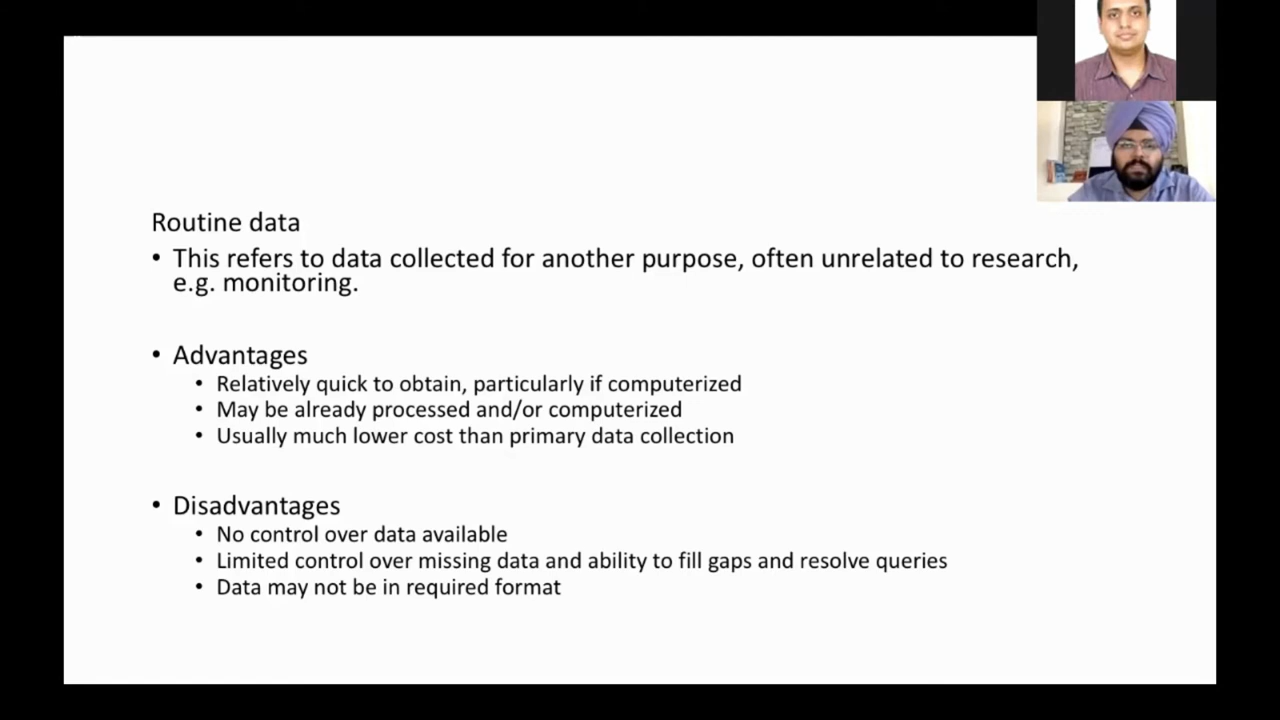 Routine data
• This refers to data collected for another purpose, often unrelated to research,
e.g. monitoring.
• Advantages
• Relatively quick to obtain, particularly if computerized
• May be already processed and/or computerized
• Usually much lower cost than primary data collection
• Disadvantages
• No control over data available
• Limited control over missing data and ability to fill gaps and resolve queries
• Data may not be in required format